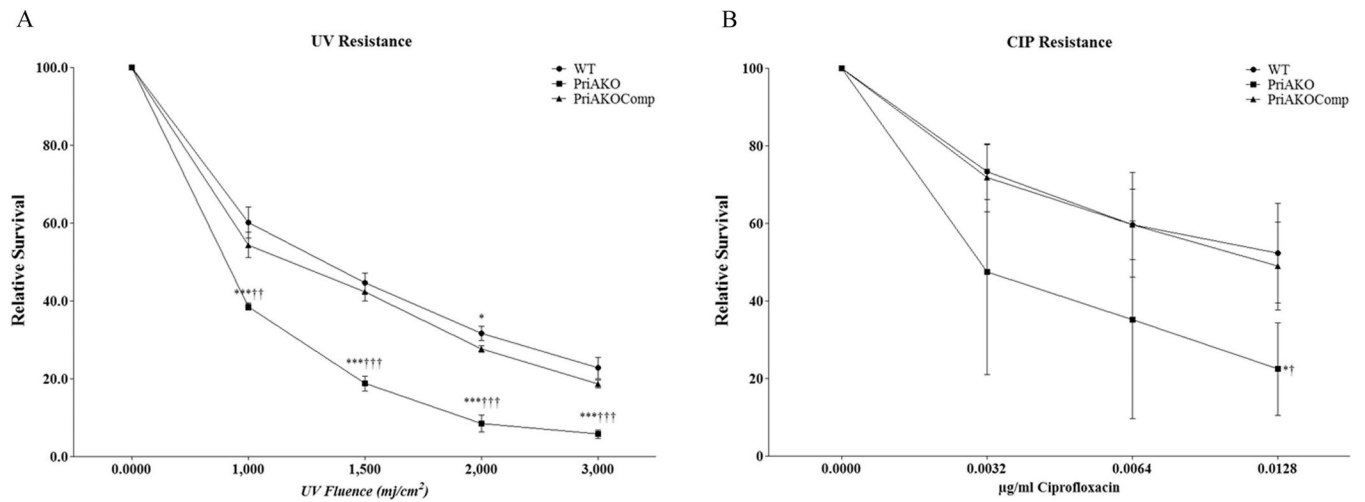 A
UV Resistance
WT
PriAKO
PriAKOComp
100.0
80.0
60.0
40.0
20.0
0.0
Relative Survival
***††
***†††
*
***†††
***†††
0.0000
1,000
1,500
2,000
3,000
UV Fluence (mj/cm²)
B
CIP Resistance
WT
PriAKO
PriAKOComp
100.0
80
60
40
20
0
Relative Survival
*†
0.0000
0.0032
0.0064
0.0128
µg/ml Ciprofloxacin